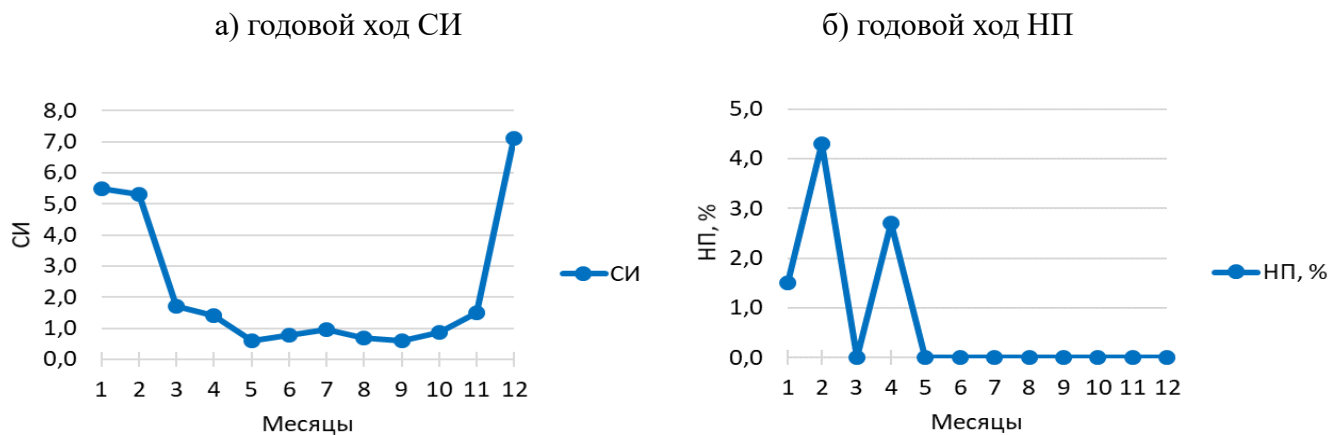 а) годовой ход СИ
8,0
7,0
6,0
5,0
4,0
3,0
2,0
1,0
0,0
СИ
1 2 3 4 5 6 7 8 9 10 11 12
Месяцы
СИ
б) годовой ход НП
5,0
4,0
3,0
2,0
1,0
0,0
НП, %
1 2 3 4 5 6 7 8 9 10 11 12
Месяцы
НП, %